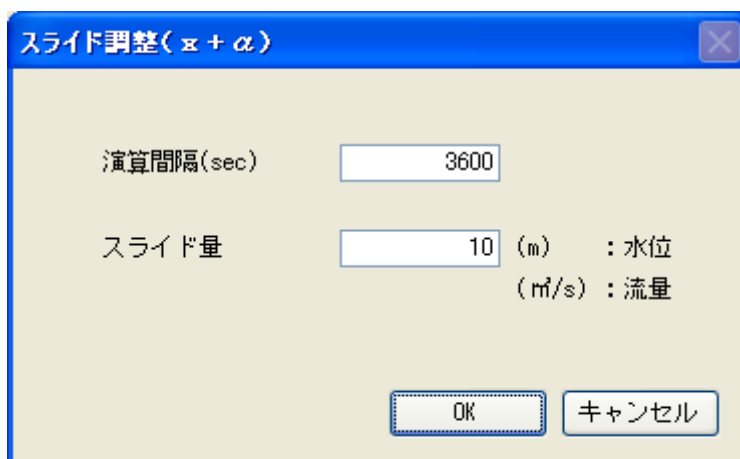 スライド調整(x+α)
演算間隔(sec) 3600
スライド量 10 (m) :水位
(㎥/s) :流量
OK キャンセル